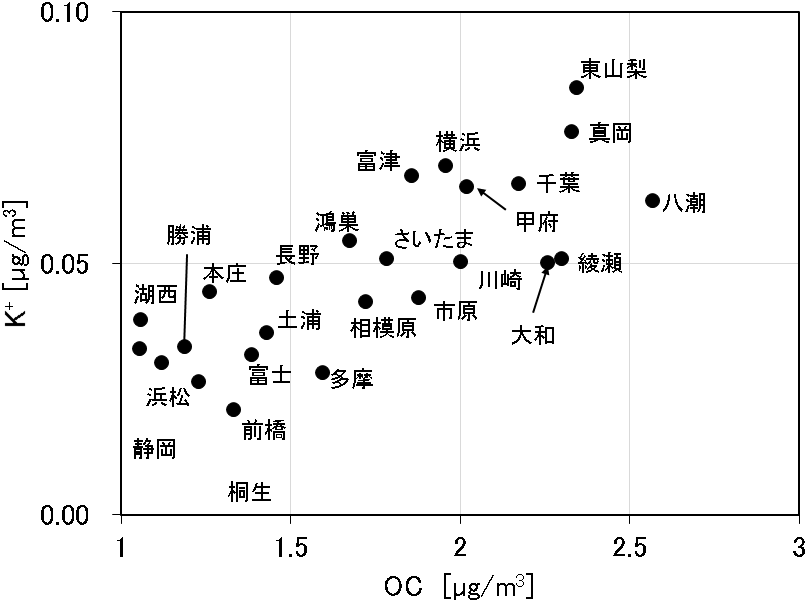 0.10
東山梨
真岡
横浜
富津
千葉
八潮
甲府
鴻巣
勝浦
さいたま
長野
0.05
本庄
川崎
綾瀬
湖西
市原
土浦
相模原
大和
富士
多摩
浜松
前橋
静岡
桐生
0.00
1
1.5
2
2.5
3
K⁺ [μg/m³]
OC [μg/m³]